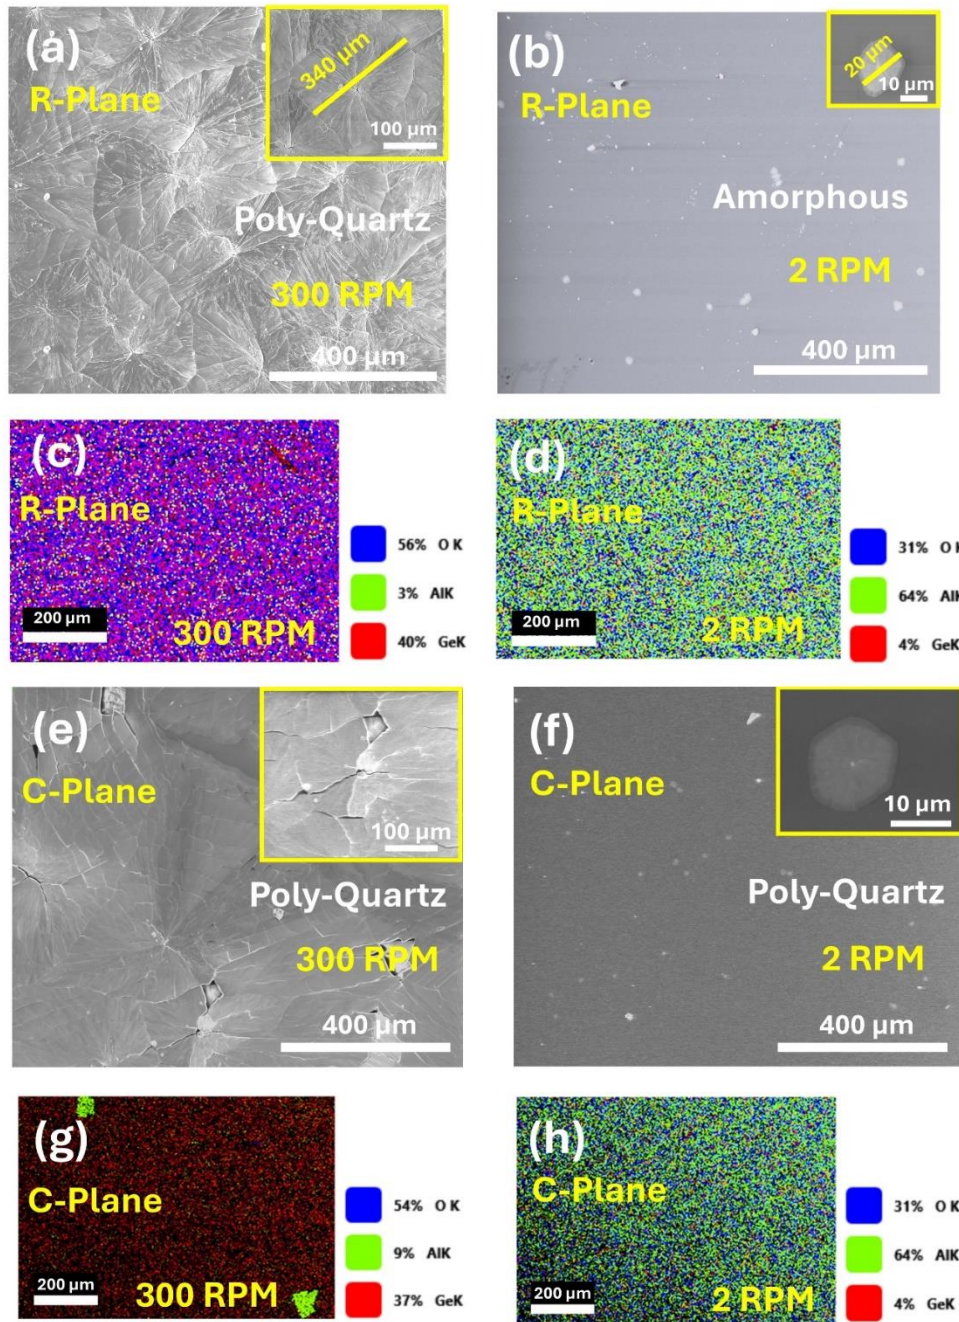 (a)
R-Plane
340 µm
100 µm
Poly-Quartz
300 RPM
400 µm
(b)
R-Plane
20 µm
10 µm
Amorphous
2 RPM
400 µm
(c)
R-Plane
200 µm
300 RPM
56% O K
3% AlK
40% GeK
(d)
R-Plane
200 µm
2 RPM
31% O K
64% AlK
4% GeK
(e)
C-Plane
100 µm
Poly-Quartz
300 RPM
400 µm
(f)
C-Plane
10 µm
Poly-Quartz
2 RPM
400 µm
(g)
C-Plane
200 µm
300 RPM
54% O K
9% AlK
37% GeK
(h)
C-Plane
200 µm
2 RPM
31% O K
64% AlK
4% GeK